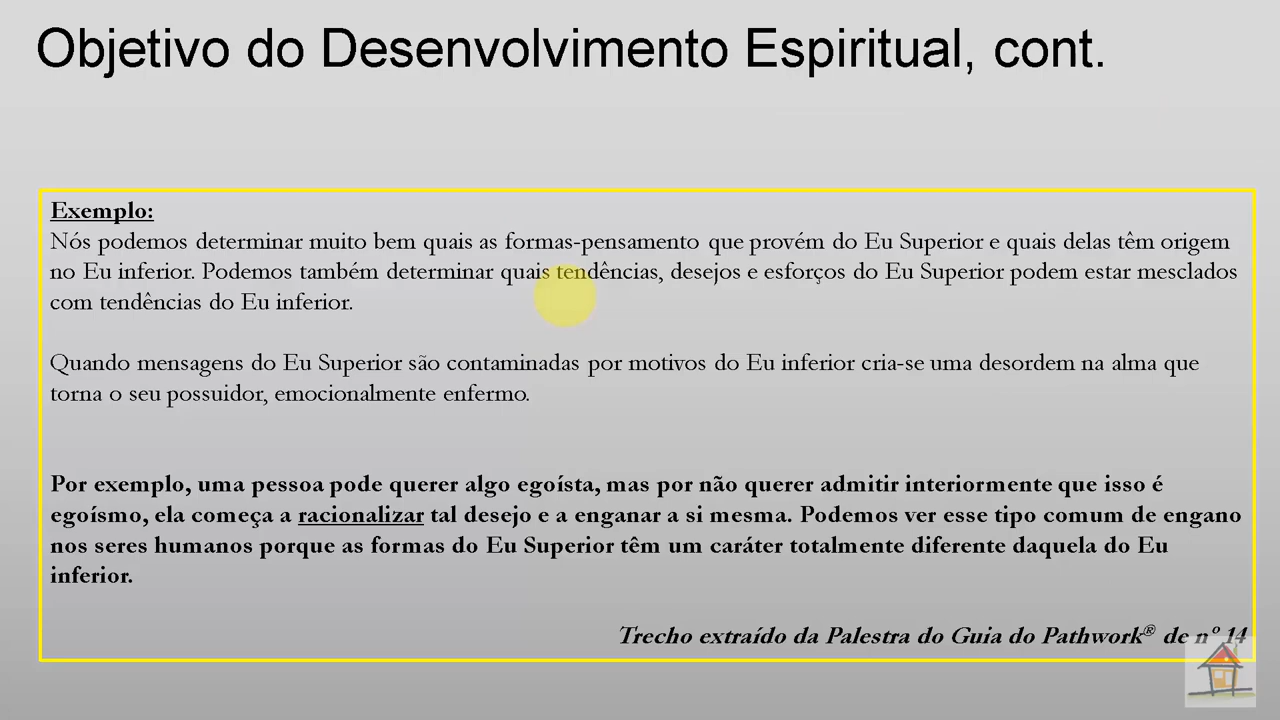 Objetivo do Desenvolvimento Espiritual, cont.
Exemplo:
Nós podemos determinar muito bem quais as formas-pensamento que provém do Eu Superior e quais delas têm origem
no Eu inferior. Podemos também determinar quais tendências, desejos e esforços do Eu Superior podem estar mesclados
com tendências do Eu inferior.
Quando mensagens do Eu Superior são contaminadas por motivos do Eu inferior cria-se uma desordem na alma que
torna o seu possuidor, emocionalmente enfermo.
Por exemplo, uma pessoa pode querer algo egoísta, mas por não querer admitir interiormente que isso é
egoísmo, ela começa a racionalizar tal desejo e a enganar a si mesma. Podemos ver esse tipo comum de engano
nos seres humanos porque as formas do Eu Superior têm um caráter totalmente diferente daquela do Eu
inferior.
Trecho extraído da Palestra do Guia do Pathwork® de nº 14